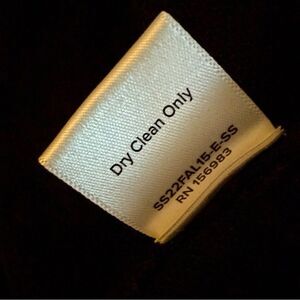 Dry Clean Only
SS22FAL15-E-SS
RN 156983